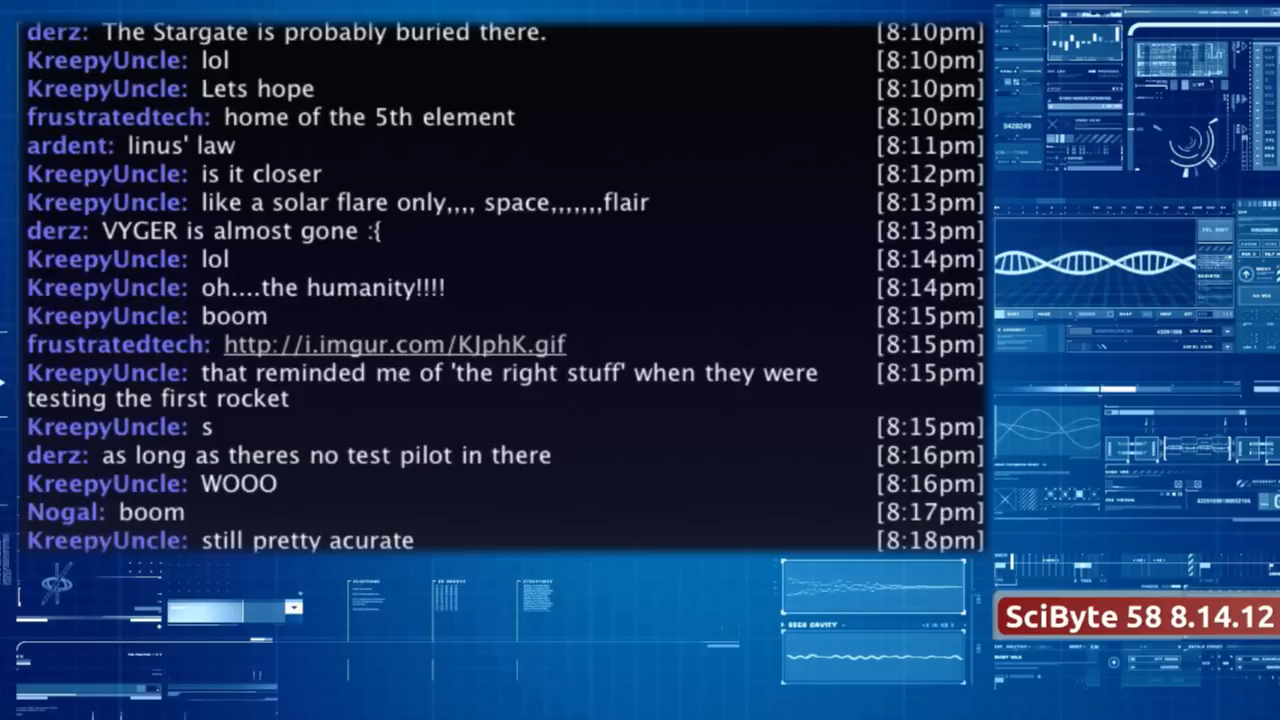 derz: The Stargate is probably buried there. [8:10pm]
KreepyUncle: lol [8:10pm]
KreepyUncle: Lets hope [8:10pm]
frustratedtech: home of the 5th element [8:10pm]
ardent: linus' law [8:11pm]
KreepyUncle: is it closer [8:12pm]
KreepyUncle: like a solar flare only,,,, space,,,,,,,flair [8:13pm]
derz: VYGER is almost gone :{ [8:13pm]
KreepyUncle: lol [8:14pm]
KreepyUncle: oh....the humanity!!!! [8:14pm]
KreepyUncle: boom [8:15pm]
frustratedtech: http://i.imgur.com/KJphK.gif [8:15pm]
KreepyUncle: that reminded me of 'the right stuff' when they were [8:15pm]
testing the first rocket
KreepyUncle: s [8:15pm]
derz: as long as theres no test pilot in there [8:16pm]
KreepyUncle: WOOO [8:16pm]
Nogal: boom [8:17pm]
KreepyUncle: still pretty acurate [8:18pm]
SciByte 58 8.14.12